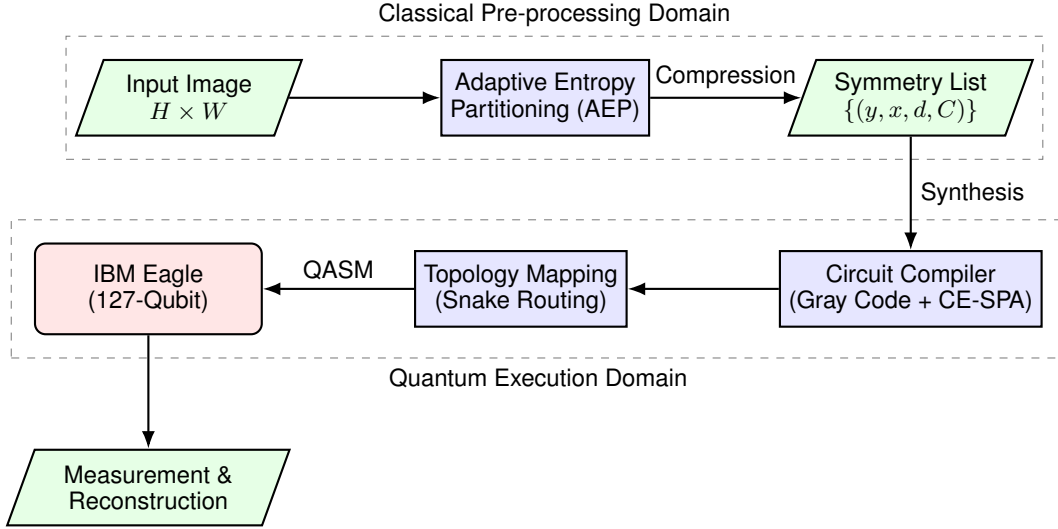 Classical Pre-processing Domain
Input Image
H × W
Adaptive Entropy
Partitioning (AEP)
Compression
Symmetry List
{(y, x, d, C)}
Synthesis
IBM Eagle
(127-Qubit)
QASM
Topology Mapping
(Snake Routing)
Circuit Compiler
(Gray Code + CE-SPA)
Quantum Execution Domain
Measurement &
Reconstruction